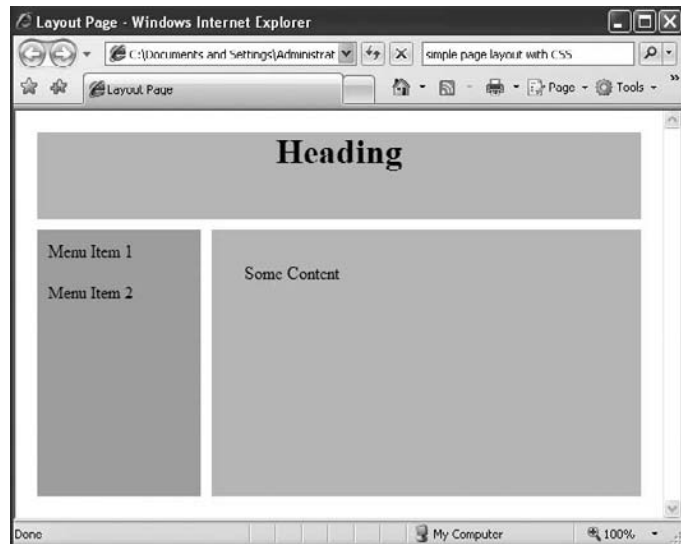 Layout Page - Windows Internet Explorer
C:\Documents and Settings\Administrat
simple page layout with CSS
Layout Page
Page
Tools
»
Heading
Menu Item 1
Some Content
Menu Item 2
Done
My Computer
100%